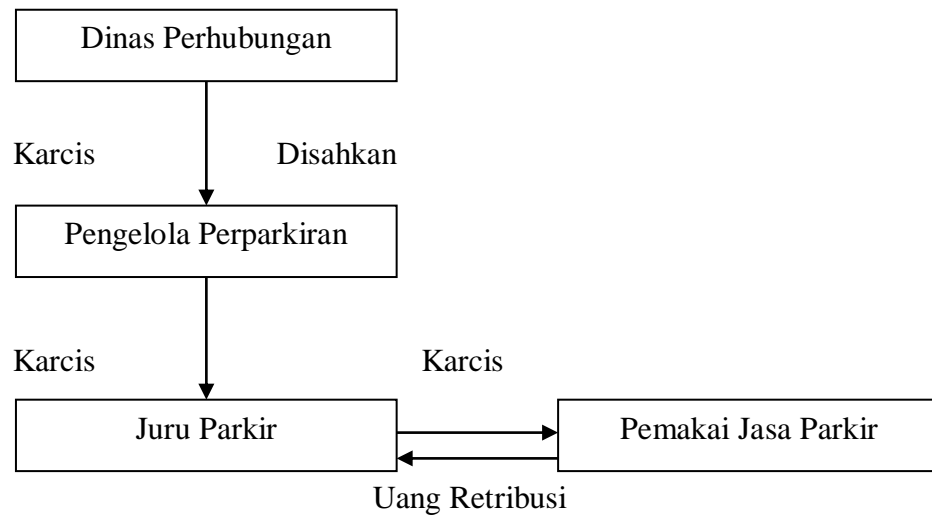 Dinas Perhubungan
Karcis Disahkan
Pengelola Perparkiran
Karcis Karcis
Juru Parkir Pemakai Jasa Parkir
Uang Retribusi